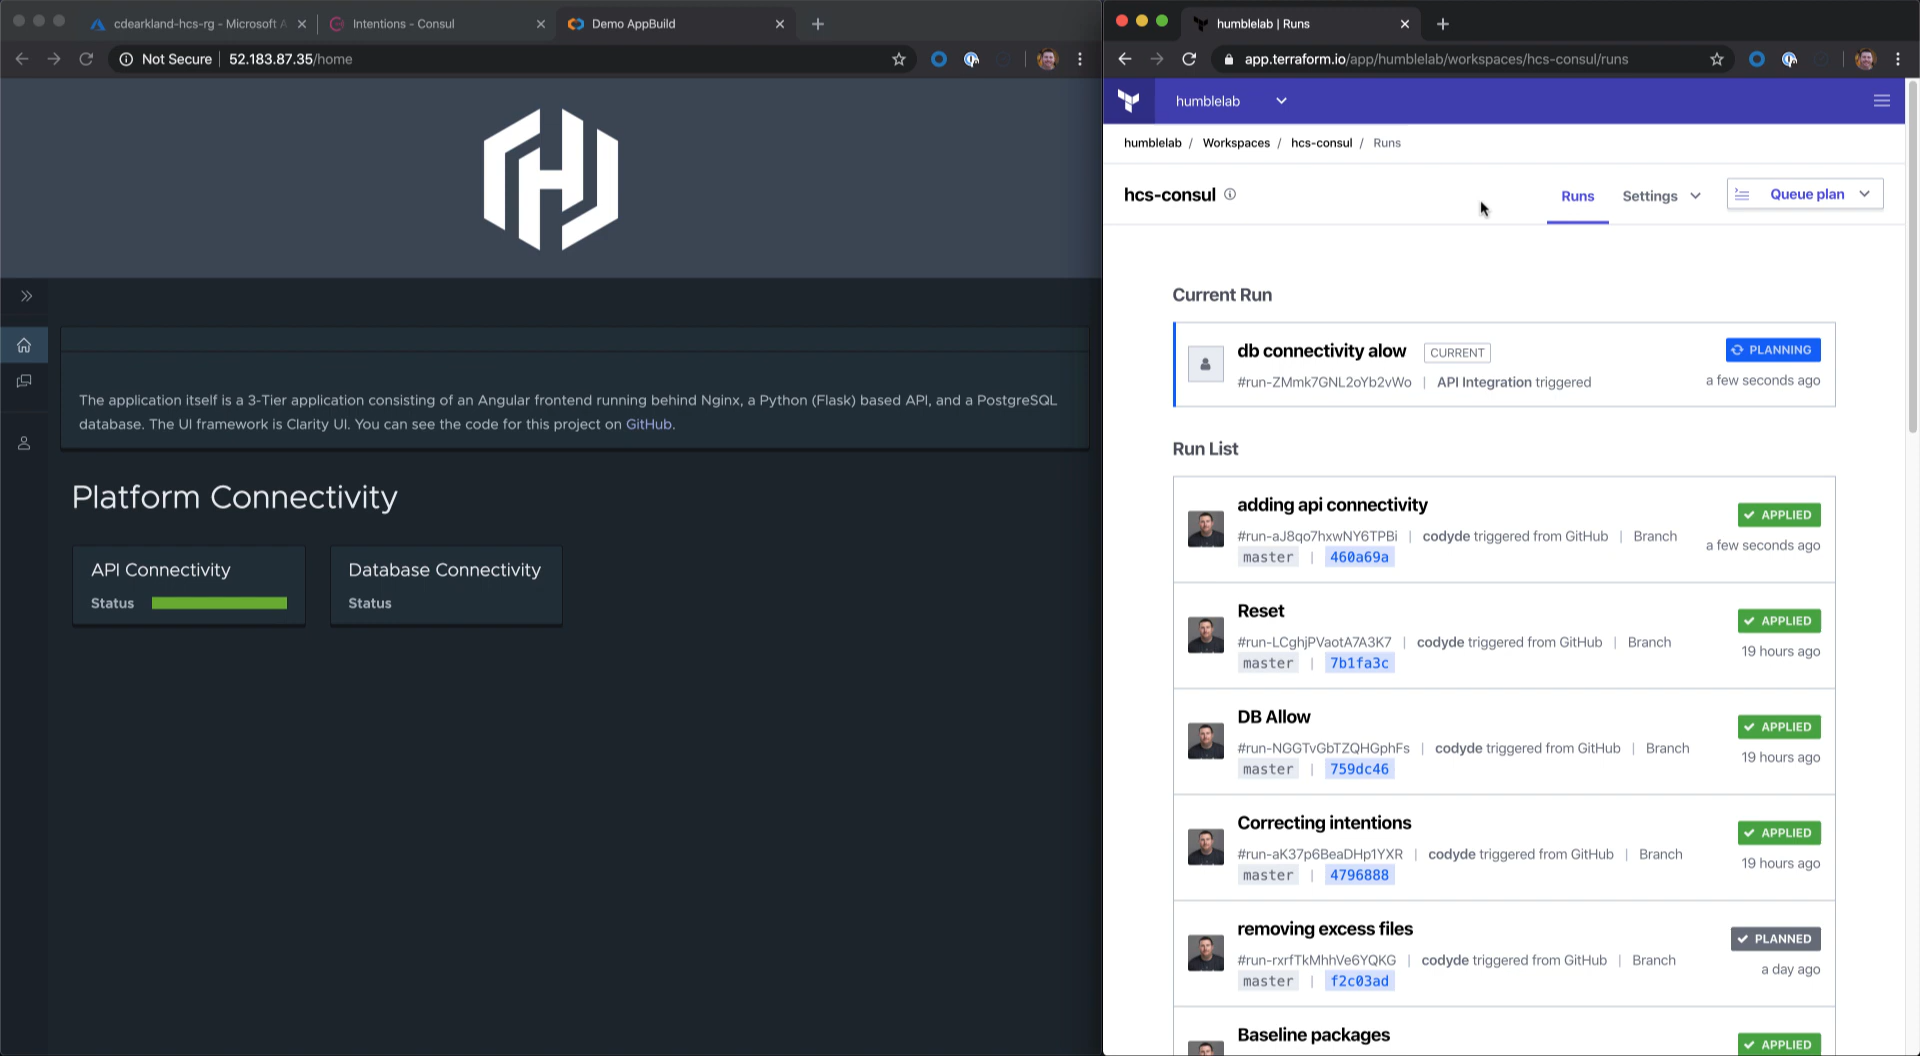 cdearkland-hcs-rg - Microsoft A
Intentions - Consul
Demo AppBuild
Not Secure
52.183.87.35/home
The application itself is a 3-Tier application consisting of an Angular frontend running behind Nginx, a Python (Flask) based API, and a PostgreSQL
database. The UI framework is Clarity UI. You can see the code for this project on GitHub.
Platform Connectivity
API Connectivity
Status
Database Connectivity
Status
humblelab | Runs
app.terraform.io/app/humblelab/workspaces/hcs-consul/runs
humblelab
humblelab / Workspaces / hcs-consul / Runs
hcs-consul
Runs
Settings
Queue plan
Current Run
db connectivity alow CURRENT
PLANNING
#run-ZMmk7GNL2oYb2vWo | API Integration triggered
a few seconds ago
Run List
adding api connectivity
APPLIED
#run-aJ8qo7hxwNY6TPBi | codyde triggered from GitHub | Branch
a few seconds ago
master | 460a69a
Reset
APPLIED
#run-LCghjPVaotA7A3K7 | codyde triggered from GitHub | Branch
19 hours ago
master | 7b1fa3c
DB Allow
APPLIED
#run-NGGTvGbTZQHGphFs | codyde triggered from GitHub | Branch
19 hours ago
master | 759dc46
Correcting intentions
APPLIED
#run-aK37p6BeaDHp1YXR | codyde triggered from GitHub | Branch
19 hours ago
master | 4796888
removing excess files
PLANNED
#run-rxrfTkMhhVe6YQKG | codyde triggered from GitHub | Branch
a day ago
master | f2c03ad
Baseline packages
APPLIED